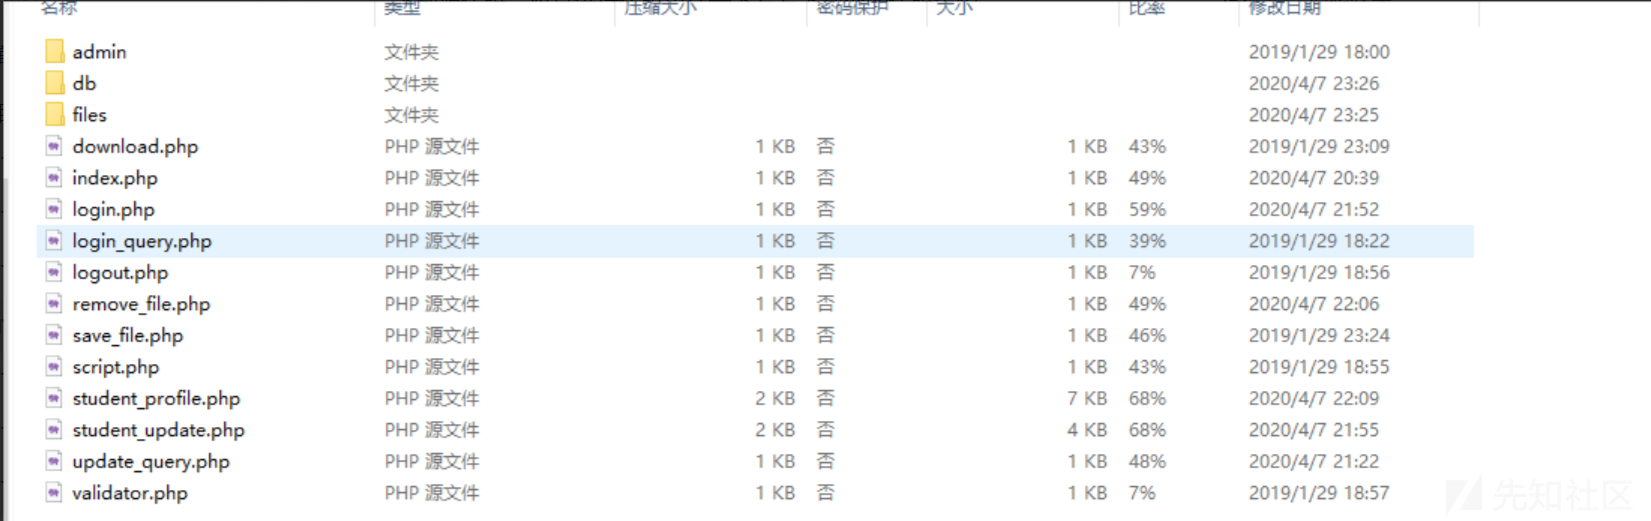 名称 类型 压缩大小 密码保护 大小 比率 修改日期
admin 文件夹 2019/1/29 18:00
db 文件夹 2020/4/7 23:26
files 文件夹 2020/4/7 23:25
download.php PHP 源文件 1 KB 否 1 KB 43% 2019/1/29 23:09
index.php PHP 源文件 1 KB 否 1 KB 49% 2020/4/7 20:39
login.php PHP 源文件 1 KB 否 1 KB 59% 2020/4/7 21:52
login_query.php PHP 源文件 1 KB 否 1 KB 39% 2019/1/29 18:22
logout.php PHP 源文件 1 KB 否 1 KB 7% 2019/1/29 18:56
remove_file.php PHP 源文件 1 KB 否 1 KB 49% 2020/4/7 22:06
save_file.php PHP 源文件 1 KB 否 1 KB 46% 2019/1/29 23:24
script.php PHP 源文件 1 KB 否 1 KB 43% 2019/1/29 18:55
student_profile.php PHP 源文件 2 KB 否 7 KB 68% 2020/4/7 22:09
student_update.php PHP 源文件 2 KB 否 4 KB 68% 2020/4/7 21:55
update_query.php PHP 源文件 1 KB 否 1 KB 48% 2020/4/7 21:22
validator.php PHP 源文件 1 KB 否 1 KB 7% 2019/1/29 18:57
先知社区